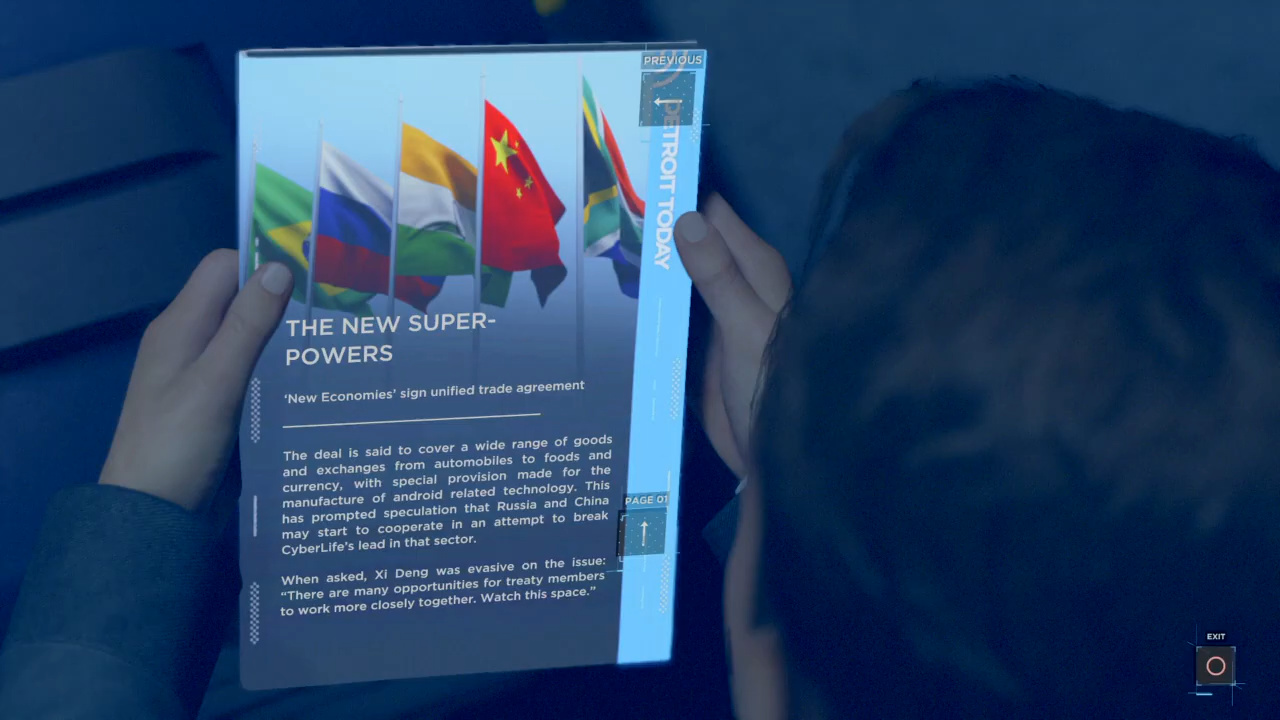 PREVIOUS
DETROIT TODAY
THE NEW SUPER-
POWERS
‘New Economies’ sign unified trade agreement
The deal is said to cover a wide range of goods
and exchanges from automobiles to foods and
currency, with special provision made for the
manufacture of android related technology. This
has prompted speculation that Russia and China
may start to cooperate in an attempt to break
CyberLife’s lead in that sector.
When asked, Xi Deng was evasive on the issue:
“There are many opportunities for treaty members
to work more closely together. Watch this space.”
PAGE 01
EXIT